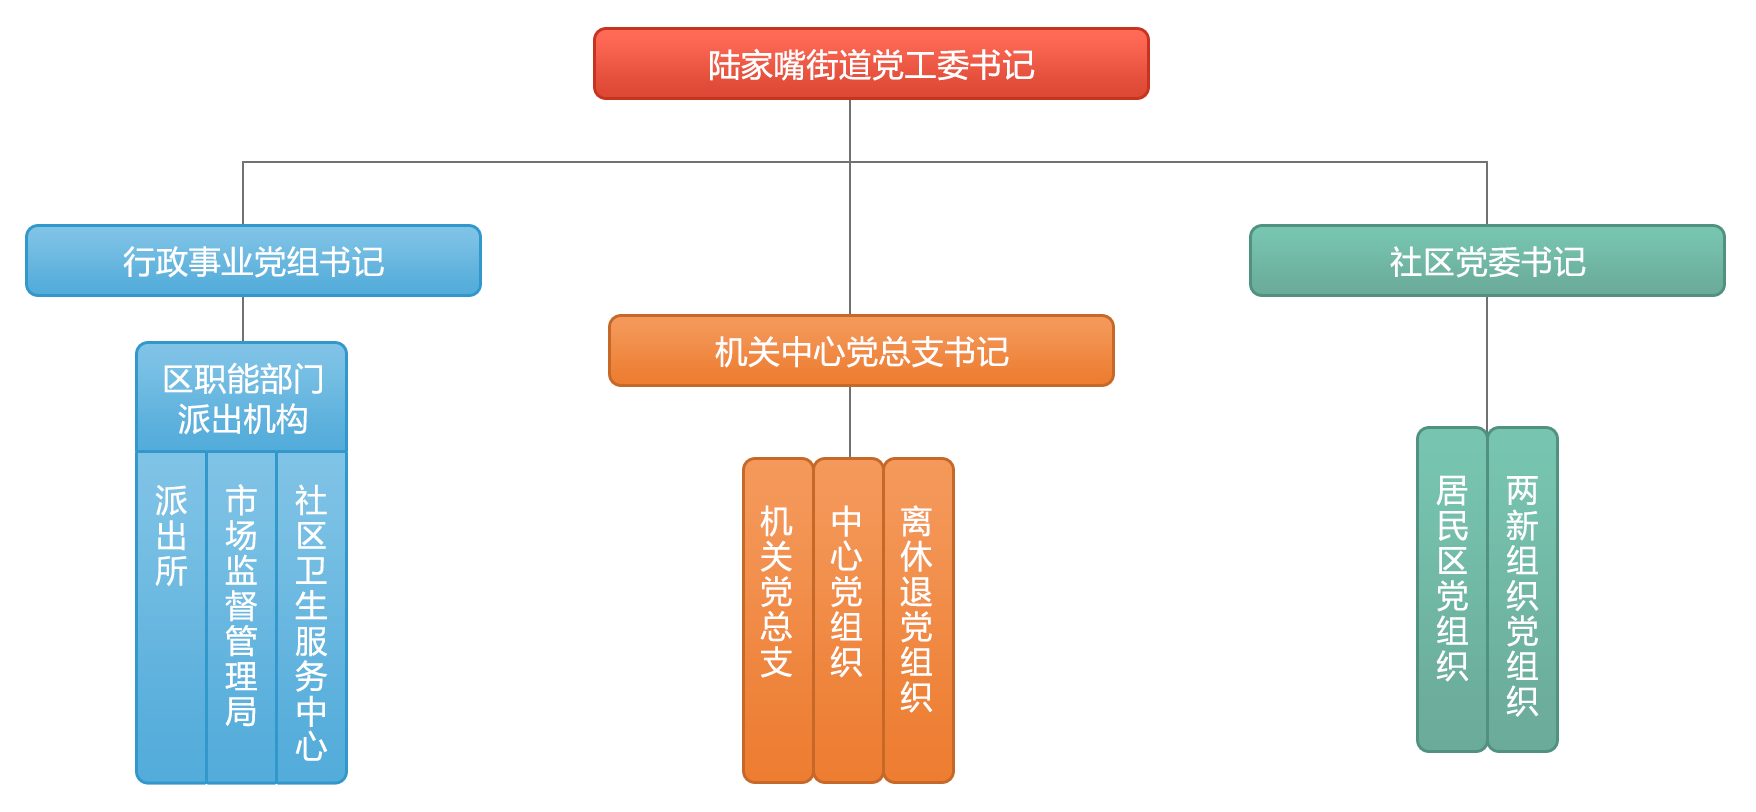 陆家嘴街道党工委书记
行政事业党组书记
社区党委书记
机关中心党总支书记
区职能部门
派出机构
派出所
市场监督管理局
社区卫生服务中心
机关党总支
中心党组织
离休退党组织
居民区党组织
两新组织党组织